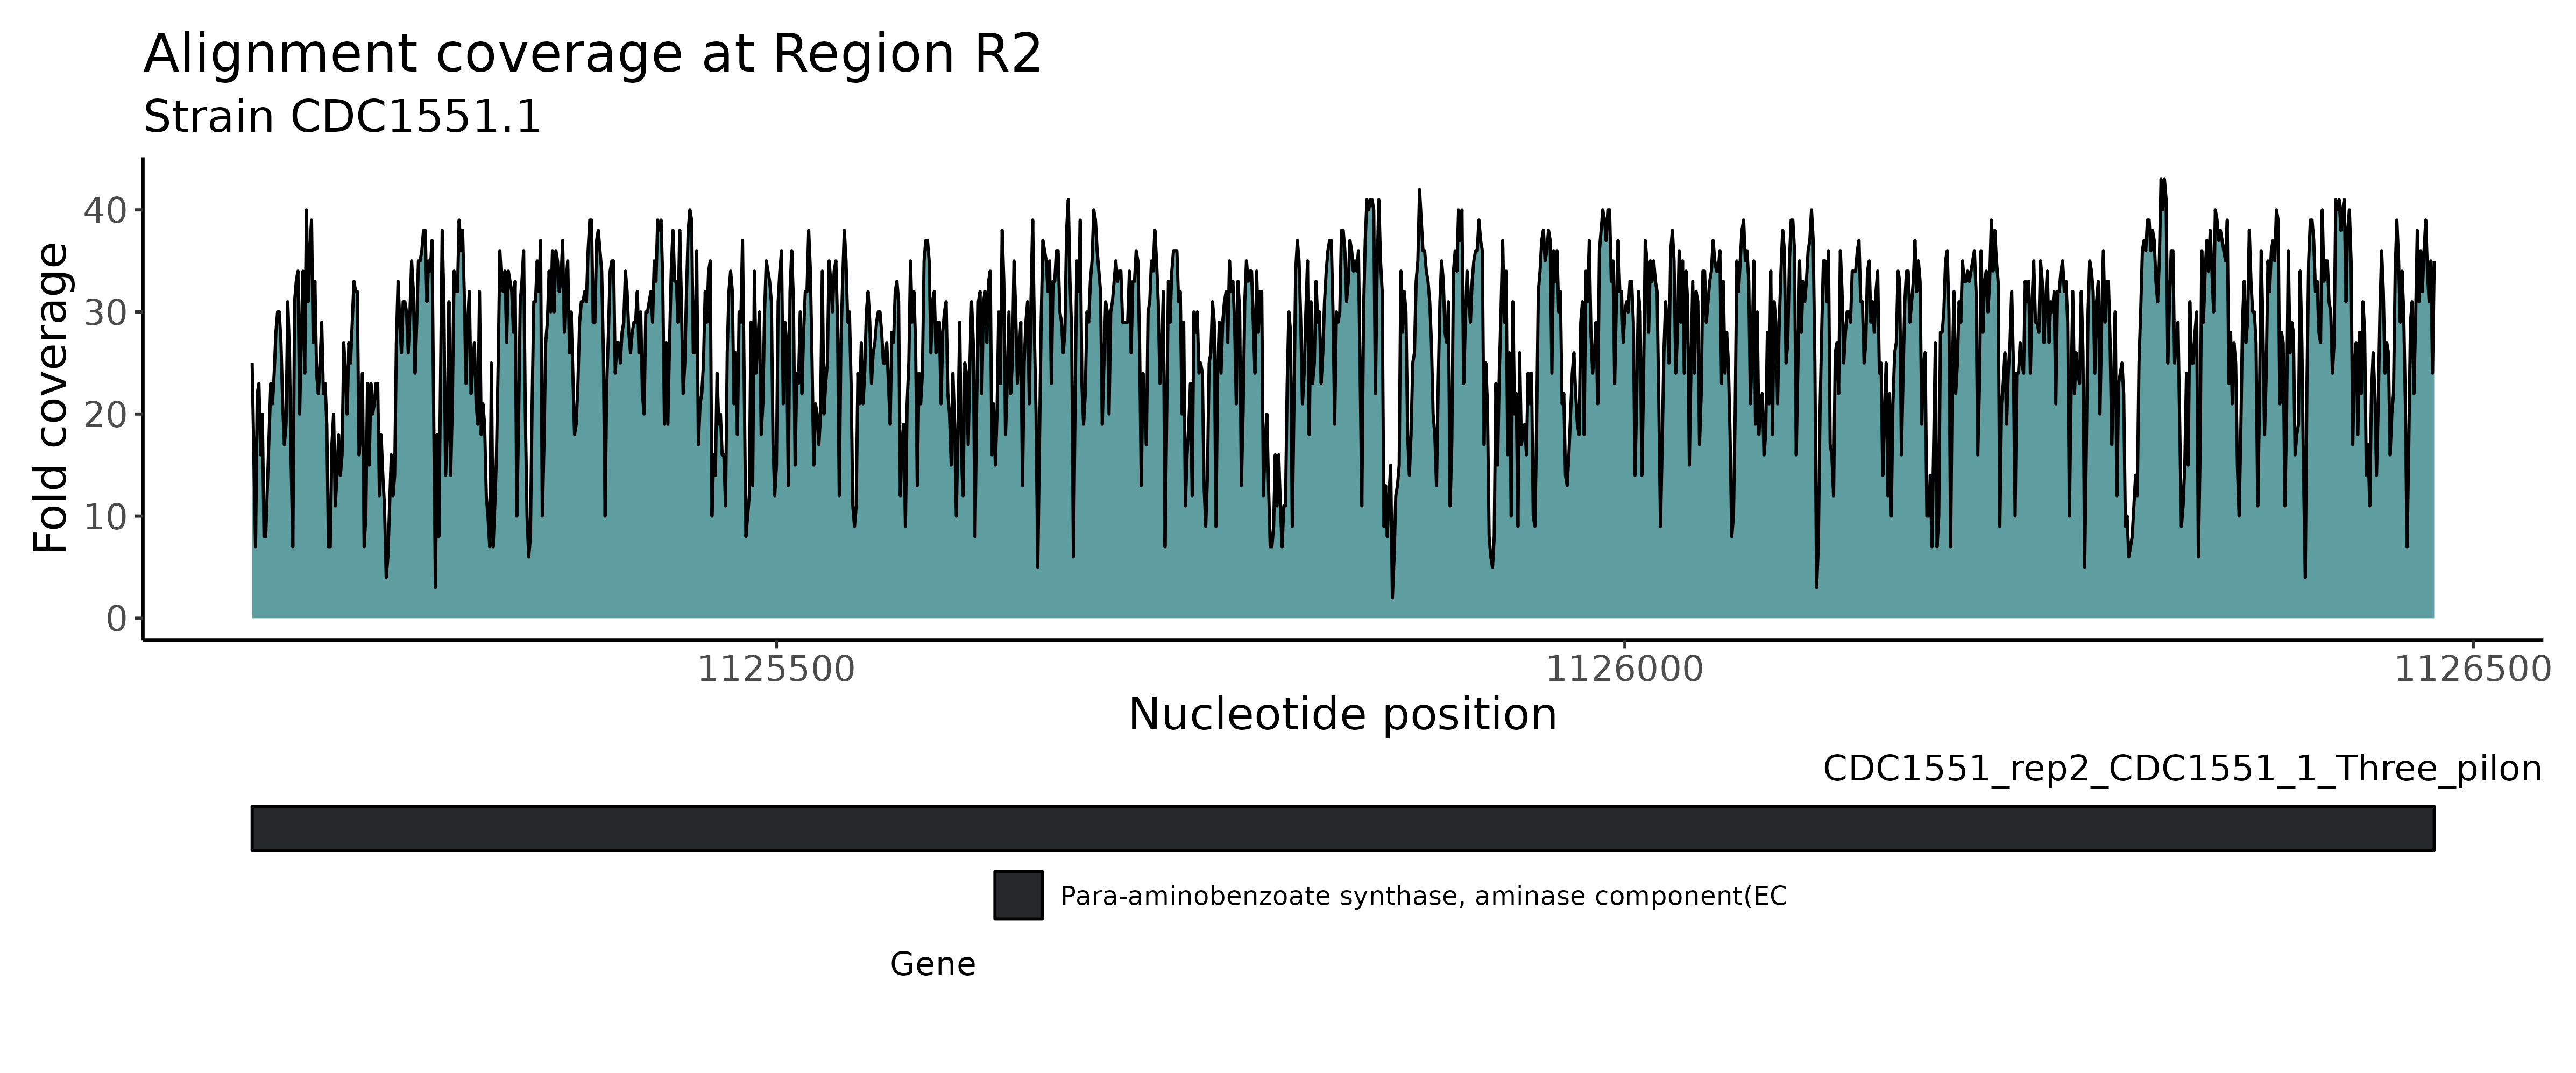 Alignment coverage at Region R2
Strain CDC1551.1
Fold coverage
40
30
20
10
0
1125500 1126000 1126500
Nucleotide position
CDC1551_rep2_CDC1551_1_Three_pilon
Para-aminobenzoate synthase, aminase component(EC
Gene